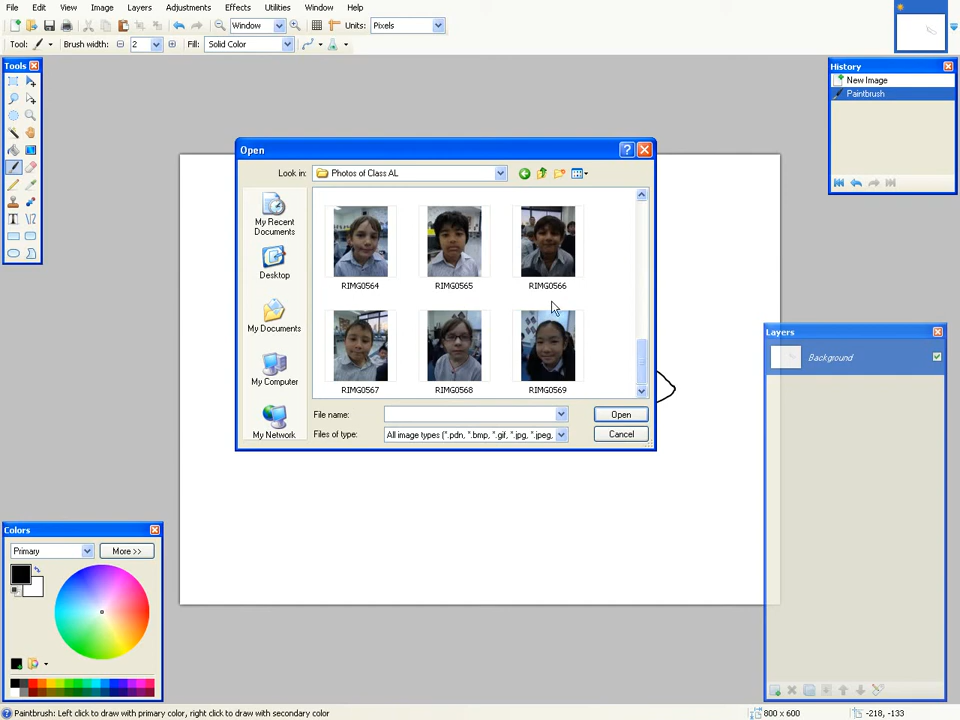 File Edit View Image Layers Adjustments Effects Utilities Window Help
Window Units: Pixels
Tool: Brush width: 2 Fill: Solid Color
Tools
History
New Image
Paintbrush
Open
Look in: Photos of Class AL
My Recent Documents
Desktop
My Documents
My Computer
My Network
RIMG0564 RIMG0565 RIMG0566
RIMG0567 RIMG0568 RIMG0569
File name: Open
Files of type: All image types (*.pdn, *.bmp, *.gif, *.jpg, *.jpeg, Cancel
Layers
Background
Colors
Primary More >>
Paintbrush: Left click to draw with primary color, right click to draw with secondary color 800 x 600 -218, -133